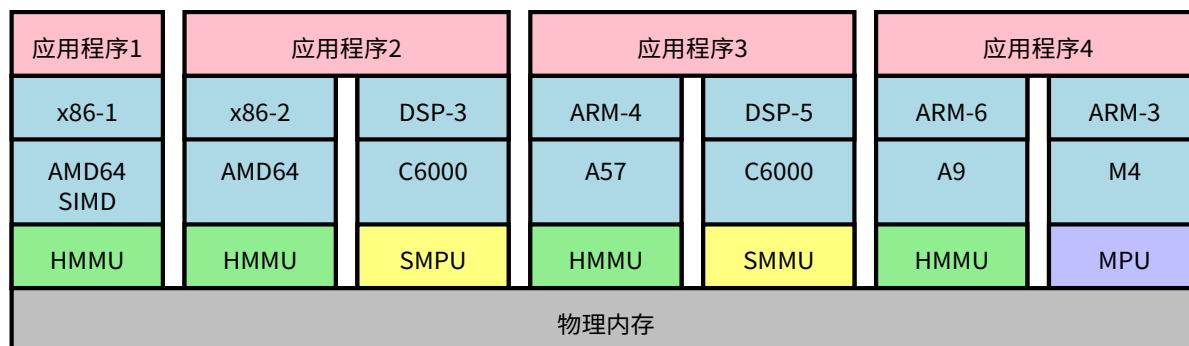 应用程序1 应用程序2 应用程序3 应用程序4
x86-1 x86-2 DSP-3 ARM-4 DSP-5 ARM-6 ARM-3
AMD64 AMD64 C6000 A57 C6000 A9 M4
SIMD
HMMU HMMU SMPU HMMU SMMU HMMU MPU
物理内存